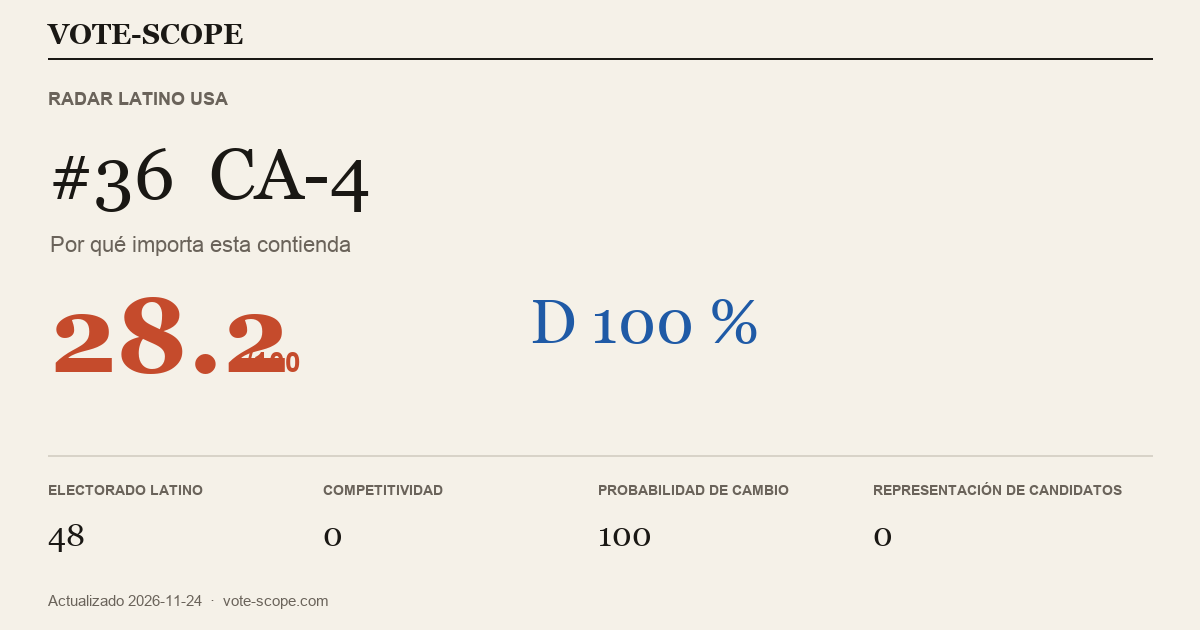 VOTE-SCOPE
RADAR LATINO USA
#36 CA-4
Por qué importa esta contienda
28.2/100
D 100 %
ELECTORADO LATINO
COMPETITIVIDAD
PROBABILIDAD DE CAMBIO
REPRESENTACIÓN DE CANDIDATOS
48
0
100
0
Actualizado 2026-11-24 · vote-scope.com